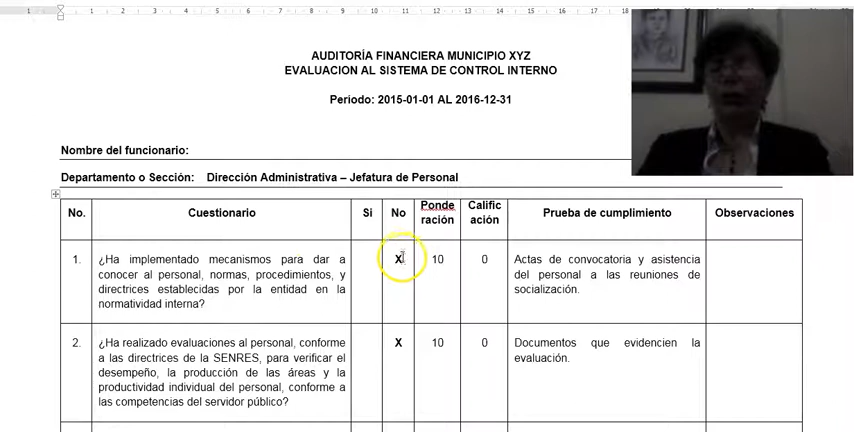 AUDITORÍA FINANCIERA MUNICIPIO XYZ
EVALUACION AL SISTEMA DE CONTROL INTERNO
Período: 2015-01-01 AL 2016-12-31
Nombre del funcionario:
Departamento o Sección: Dirección Administrativa – Jefatura de Personal
No. Cuestionario Si No Ponde ración Calific ación Prueba de cumplimiento Observaciones
1. ¿Ha implementado mecanismos para dar a X 10 0 Actas de convocatoria y asistencia
conocer al personal, normas, procedimientos, y del personal a las reuniones de
directrices establecidas por la entidad en la socialización.
normatividad interna?
2. ¿Ha realizado evaluaciones al personal, conforme X 10 0 Documentos que evidencien la
a las directrices de la SENRES, para verificar el evaluación.
desempeño, la producción de las áreas y la
productividad individual del personal, conforme a
las competencias del servidor público?